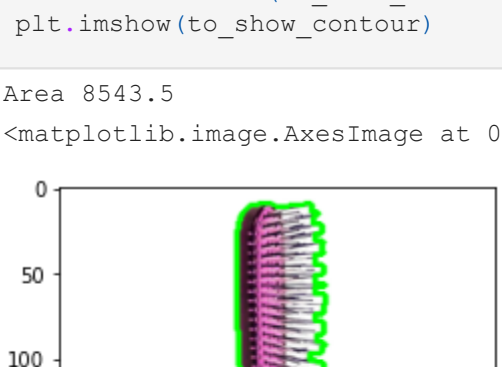 plt.imshow(to_show_contour)
Area 8543.5
<matplotlib.image.AxesImage at 0
0
50
100